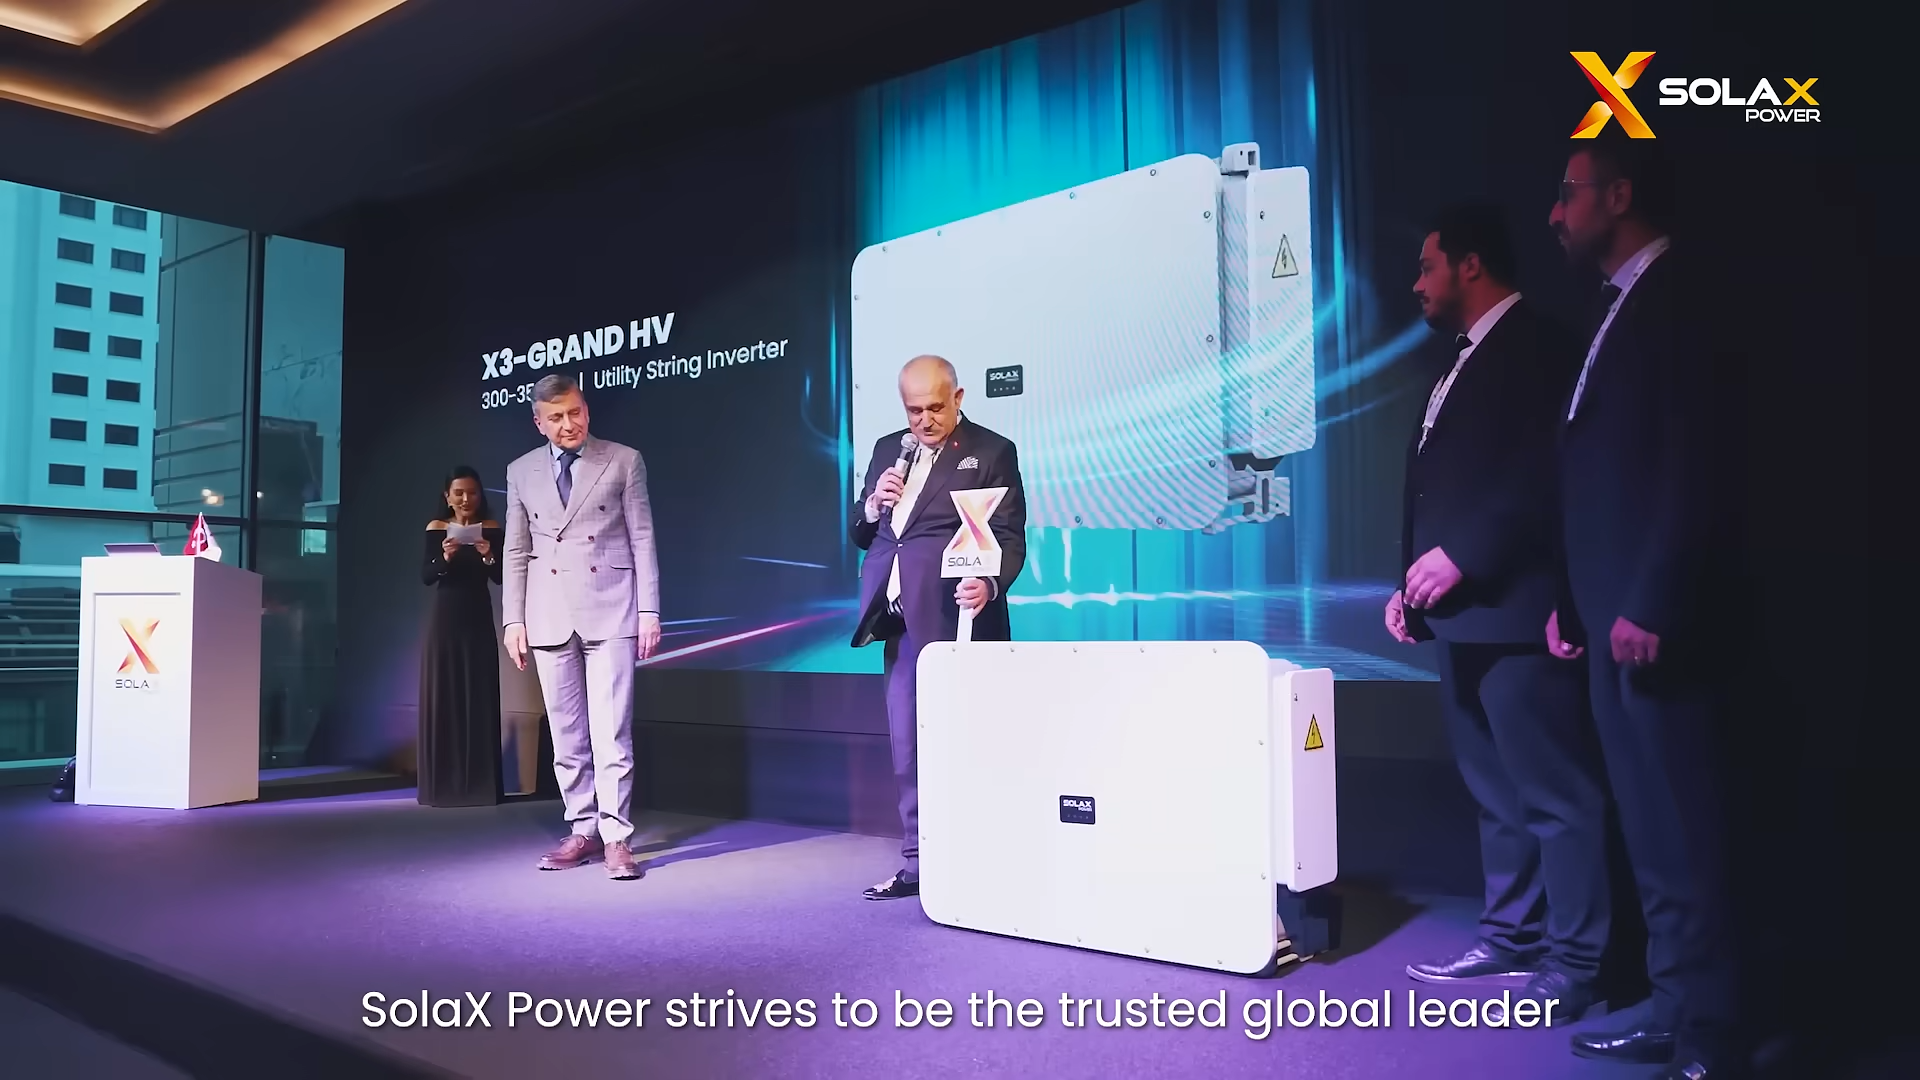 SOLAX
POWER
X3-GRAND HV
300-35
| Utility String Inverter
SOLAX
SOLA
SOLA
SOLAX
POWER
SolaX Power strives to be the trusted global leader